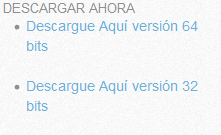 DESCARGAR AHORA
Descargue Aquí versión 64
bits
Descargue Aquí versión 32
bits